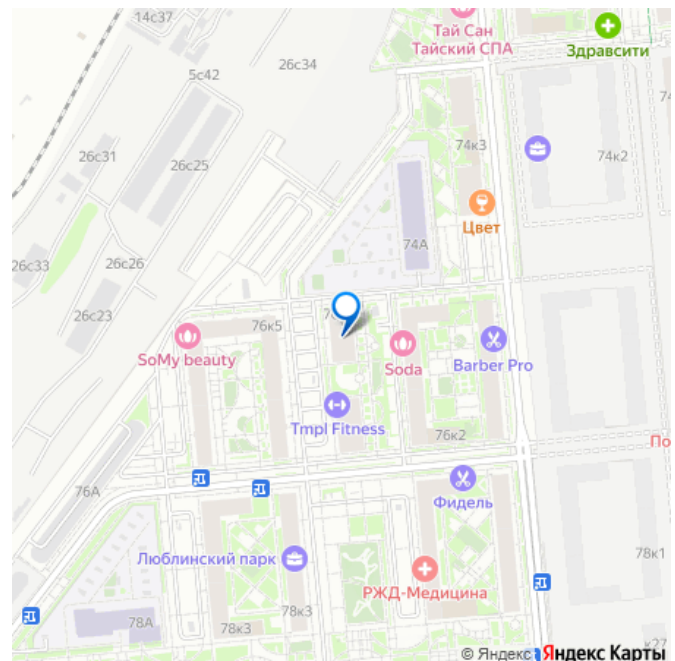 14с37
Тай Сан
Тайский СПА
Здравсити
26с34
5с42
26с31
26с25
74к3
74к2
Цвет
74А
26с33
26с26
26с23
76к5
SoMy beauty
Soda
Barber Pro
Tmpl Fitness
76к2
По
76А
Фидель
Люблинский парк
РЖД-Медицина
78к1
78А
78к3
78к3
к27
© Яндекс
Яндекс Карты